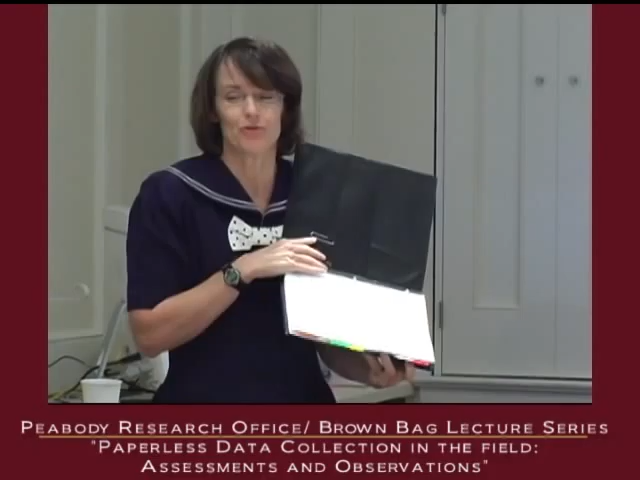 Peabody Research Office/ Brown Bag Lecture Series
"Paperless Data Collection in the field:
Assessments and Observations"